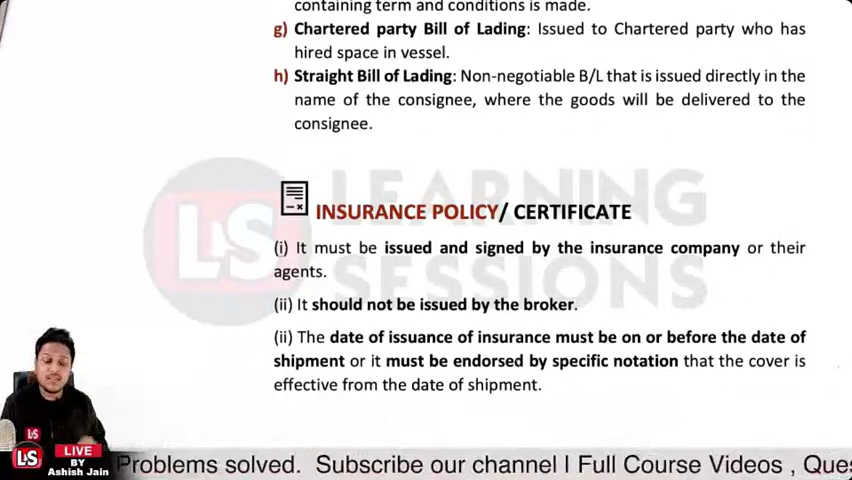 containing term and conditions is made.
g) Chartered party Bill of Lading: Issued to Chartered party who has
hired space in vessel.
h) Straight Bill of Lading: Non-negotiable B/L that is issued directly in the
name of the consignee, where the goods will be delivered to the
consignee.
LS LEARNING
SESSIONS
INSURANCE POLICY/ CERTIFICATE
(i) It must be issued and signed by the insurance company or their
agents.
(ii) It should not be issued by the broker.
(ii) The date of issuance of insurance must be on or before the date of
shipment or it must be endorsed by specific notation that the cover is
effective from the date of shipment.
LS
LS
LIVE
BY
Ashish Jain
Problems solved. Subscribe our channel I Full Course Videos , Ques